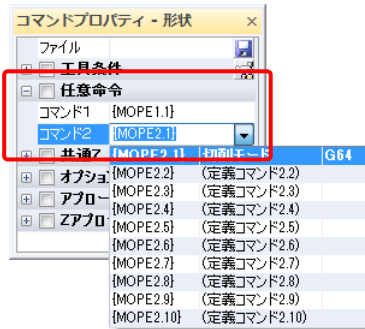 コマンドプロパティ - 形状
ファイル
工具条件
任意命令
コマンド1 {MOPE1.1}
コマンド2 {MOPE2.1}
共通Z {MOPE2.1} 切削モード G64
オプション {MOPE2.2} (定義コマンド2.2)
{MOPE2.3} (定義コマンド2.3)
アプロー {MOPE2.4} (定義コマンド2.4)
Zアプロ {MOPE2.5} (定義コマンド2.5)
{MOPE2.6} (定義コマンド2.6)
{MOPE2.7} (定義コマンド2.7)
{MOPE2.8} (定義コマンド2.8)
{MOPE2.9} (定義コマンド2.9)
{MOPE2.10} (定義コマンド2.10)